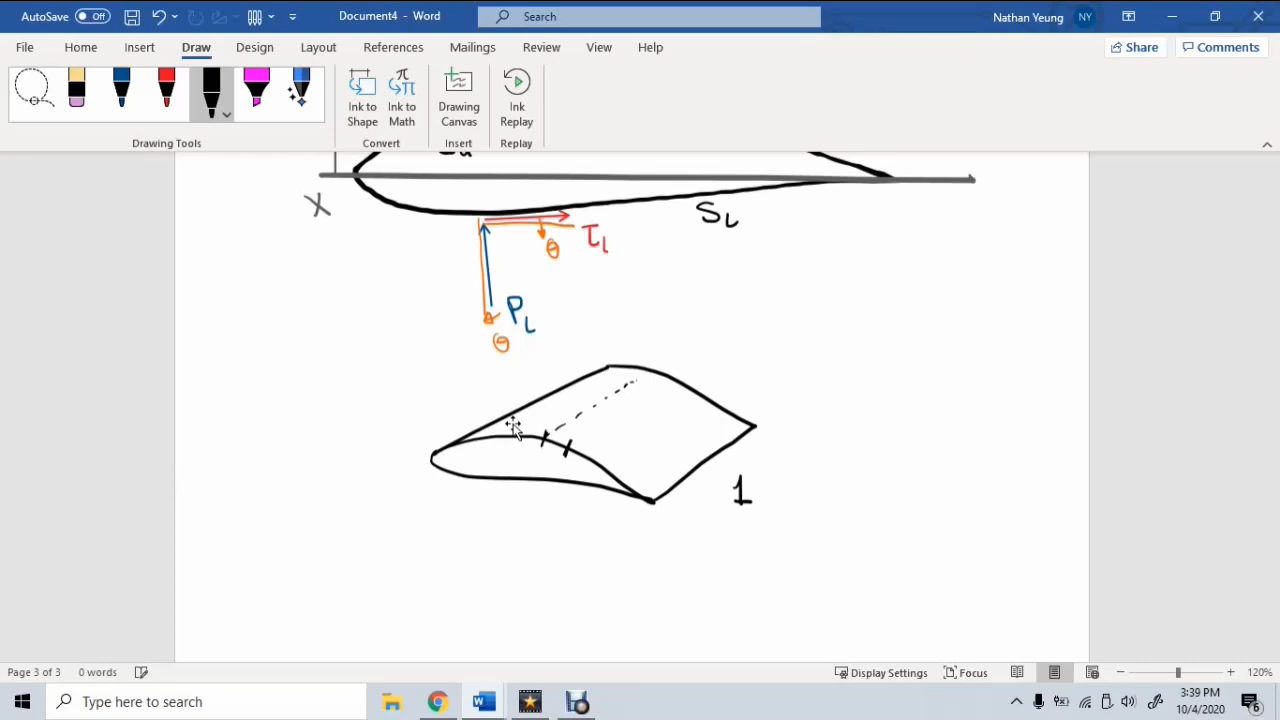 AutoSave Off Document4 - Word Search Nathan Yeung NY
File Home Insert Draw Design Layout References Mailings Review View Help Share Comments
Ink to Shape Ink to Math Drawing Canvas Ink Replay
Drawing Tools Convert Insert Replay
X
S_L
τ_L
θ
P_L
θ
1
Page 3 of 3 0 words Display Settings Focus 120%
Type here to search 3:39 PM
10/4/2020 6